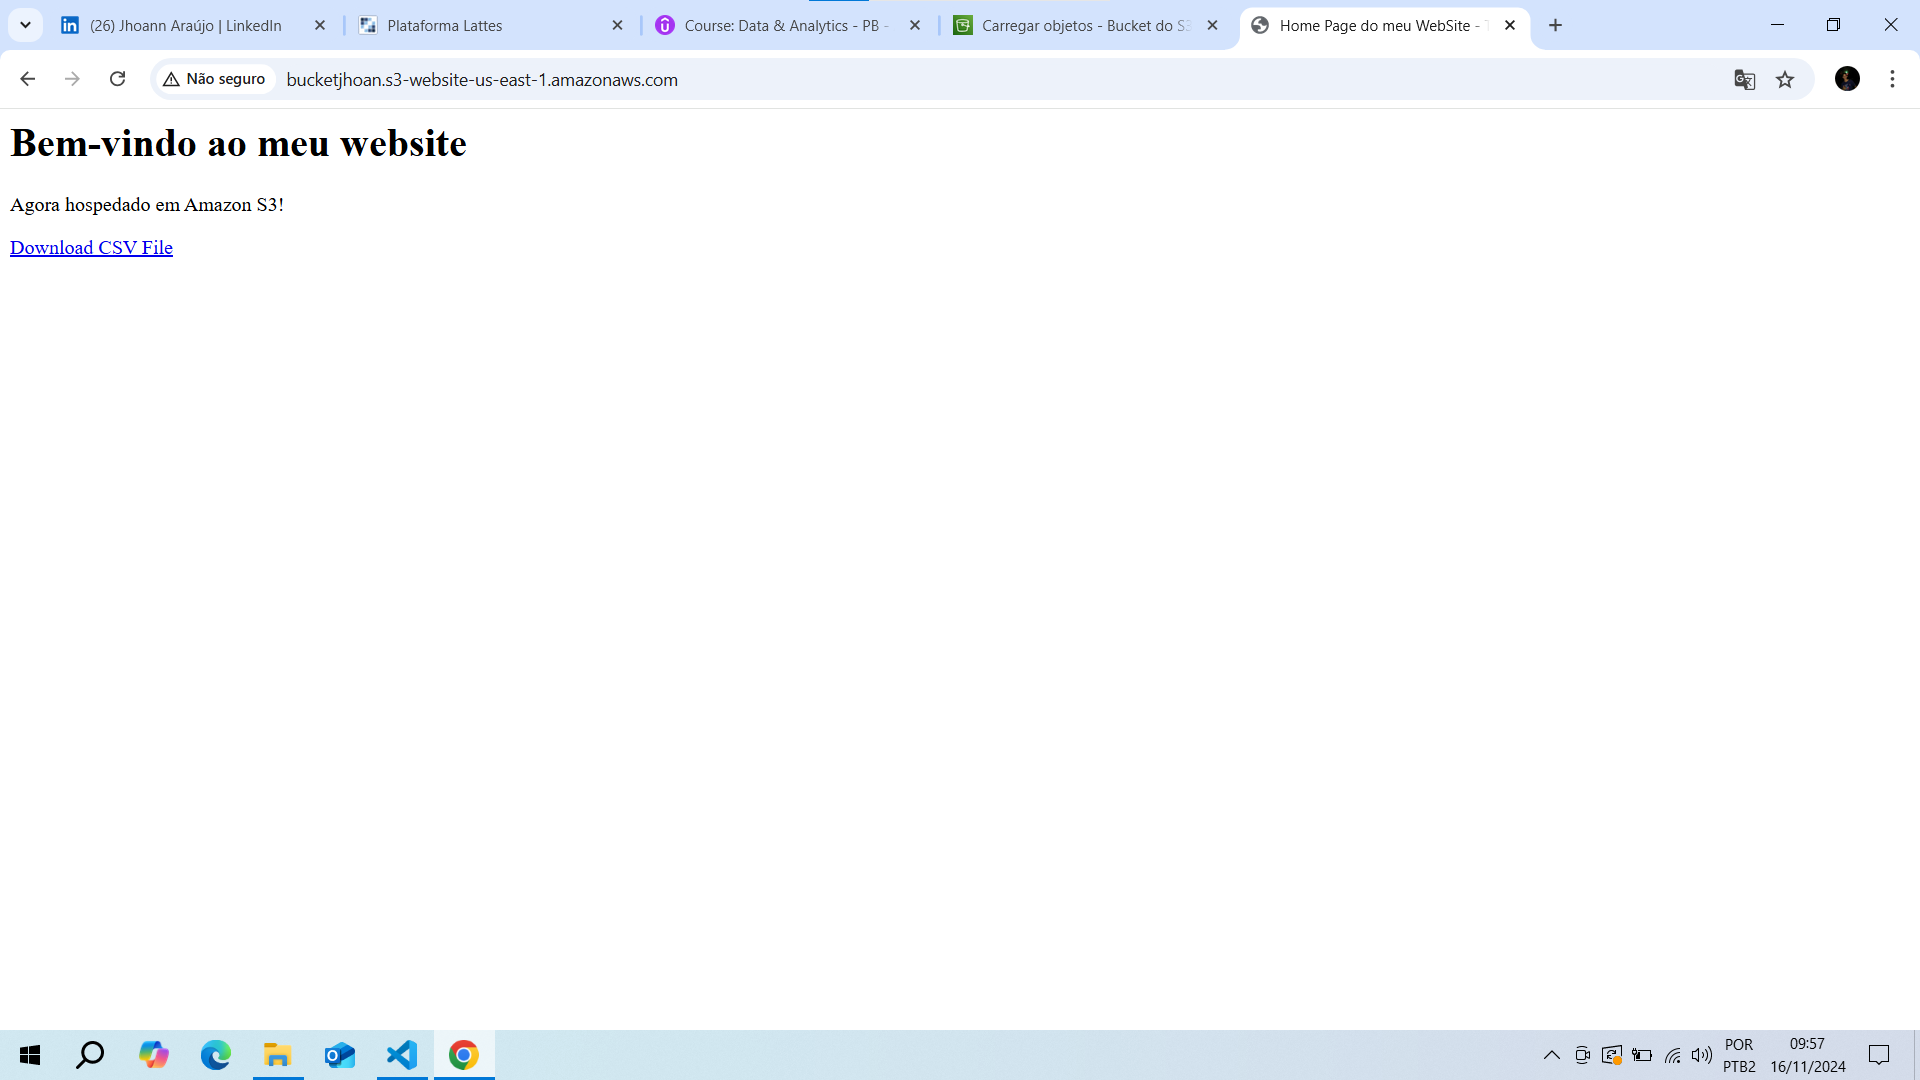 (26) Jhoann Araújo | LinkedIn
Plataforma Lattes
Course: Data & Analytics - PB -
Carregar objetos - Bucket do S3
Home Page do meu WebSite -
Não seguro
bucketjhoan.s3-website-us-east-1.amazonaws.com
Bem-vindo ao meu website
Agora hospedado em Amazon S3!
Download CSV File
POR
PTB2
09:57
16/11/2024